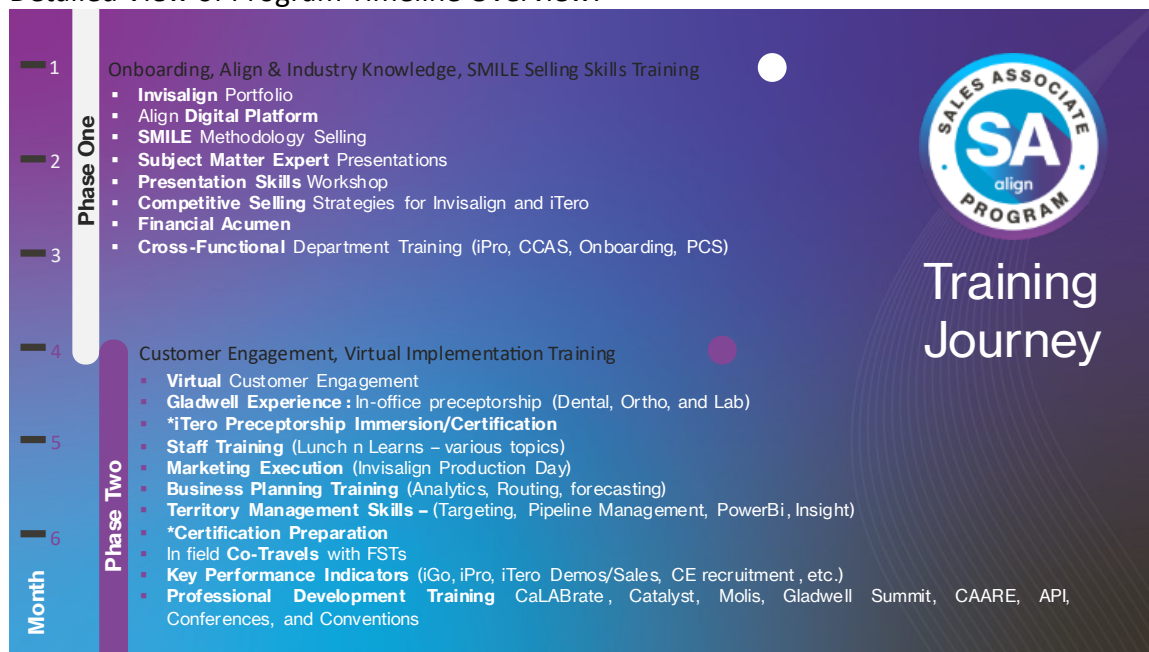 Detailed View of Program Timeline Overview:
1
Onboarding, Align & Industry Knowledge, SMILE Selling Skills Training
▪ Invisalign Portfolio
▪ Align Digital Platform
▪ SMILE Methodology Selling
▪ Subject Matter Expert Presentations
▪ Presentation Skills Workshop
▪ Competitive Selling Strategies for Invisalign and iTero
▪ Financial Acumen
▪ Cross-Functional Department Training (iPro, CCAS, Onboarding, PCS)
2
3
Phase One
SALES ASSOCIATE
SA
align
PROGRAM
Training
Journey
4
Customer Engagement, Virtual Implementation Training
▪ Virtual Customer Engagement
▪ Gladwell Experience : In-office preceptorship (Dental, Ortho, and Lab)
▪ *iTero Preceptorship Immersion/Certification
▪ Staff Training (Lunch n Learns – various topics)
▪ Marketing Execution (Invisalign Production Day)
▪ Business Planning Training (Analytics, Routing, forecasting)
▪ Territory Management Skills – (Targeting, Pipeline Management, PowerBi, Insight)
▪ *Certification Preparation
▪ In field Co-Travels with FSTs
▪ Key Performance Indicators (iGo, iPro, iTero Demos/Sales, CE recruitment, etc.)
▪ Professional Development Training CaLABrate, Catalyst, Molis, Gladwell Summit, CAARE, API,
Conferences, and Conventions
5
6
Phase Two
Month